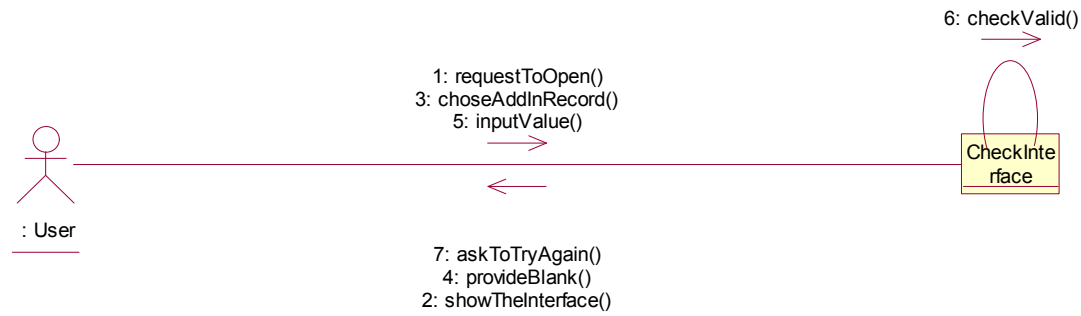 6: checkValid()
1: requestToOpen()
3: choseAddInRecord()
5: inputValue()
CheckInte
rface
: User
7: askToTryAgain()
4: provideBlank()
2: showTheInterface()